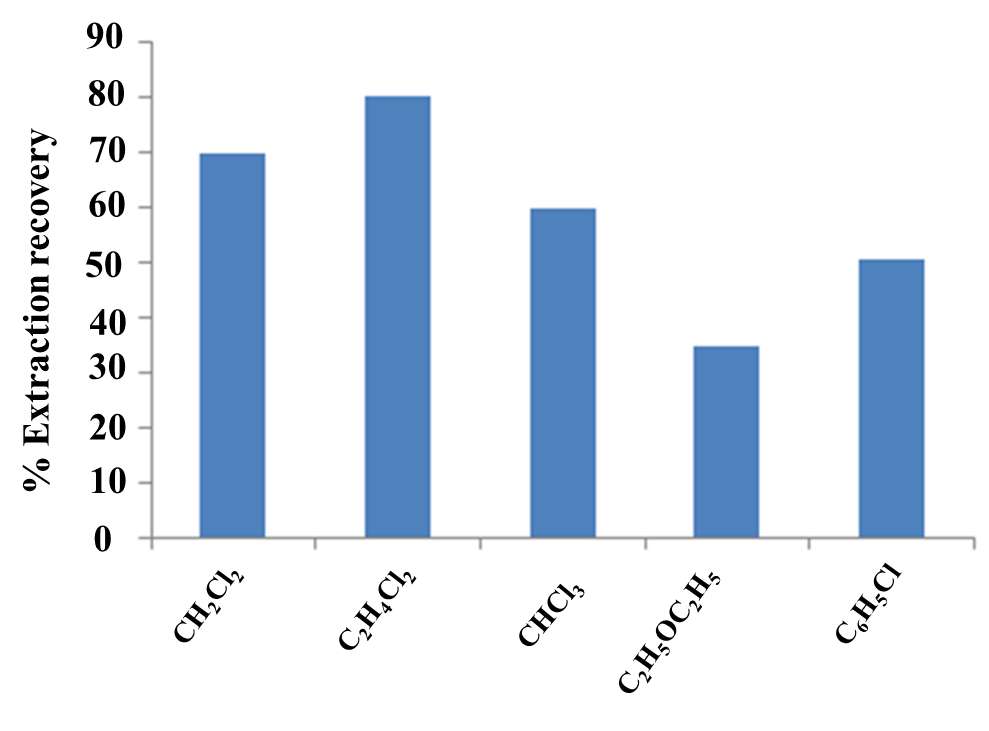 90
80
70
60
50
40
30
20
10
0
% Extraction recovery
CH₂Cl₂
C₂H₄Cl₂
CHCl₃
C₂H₅OC₂H₅
C₆H₅Cl